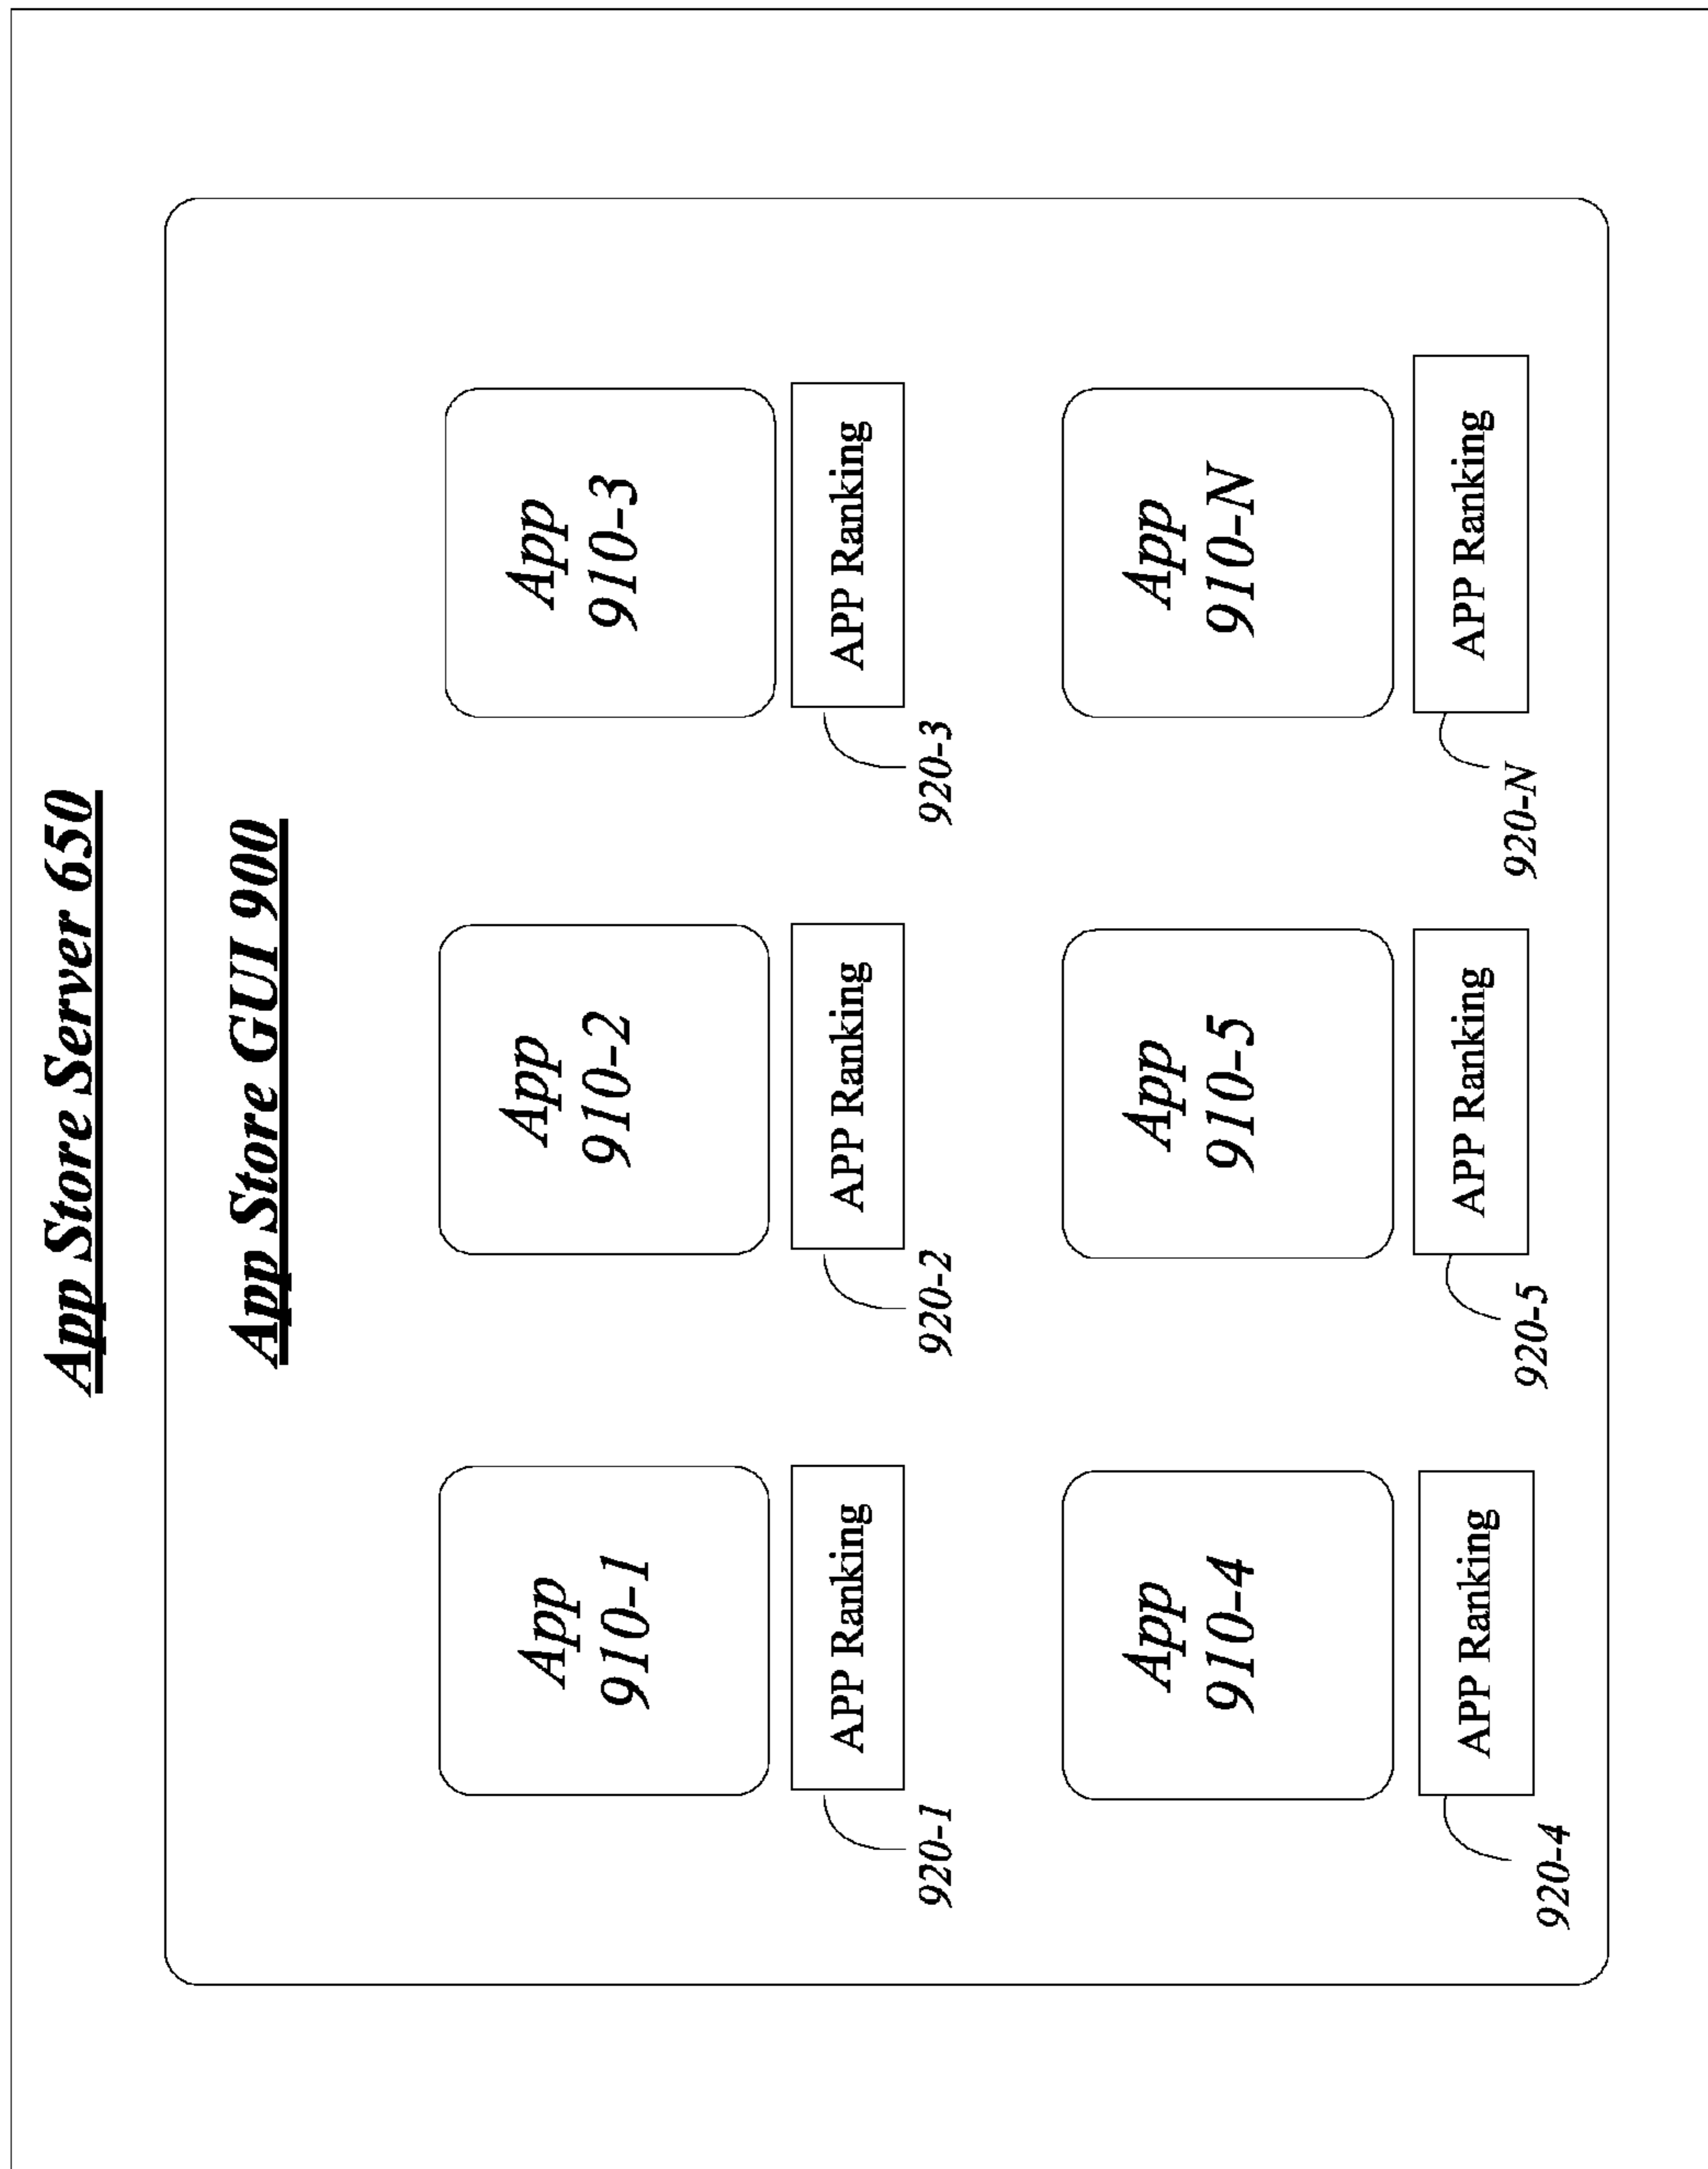 App Store Server 650
App Store GUI 900
App
910-1
App
910-2
App
910-3
APP Ranking
APP Ranking
APP Ranking
920-1
920-2
920-3
App
910-4
App
910-5
App
910-N
APP Ranking
APP Ranking
APP Ranking
920-4
920-5
920-N